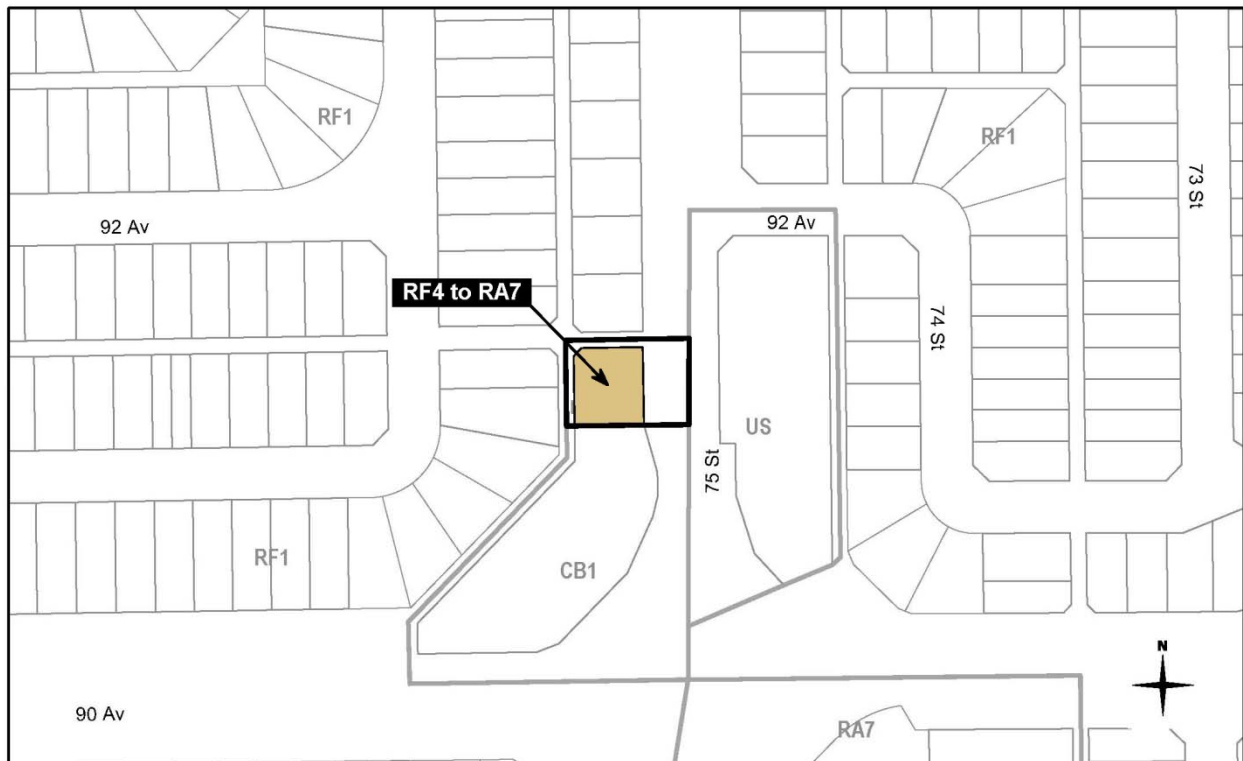 RF1
RF1
73 St
92 Av
92 Av
RF4 to RA7
74 St
US
75 St
RF1
CB1
N
90 Av
RA7